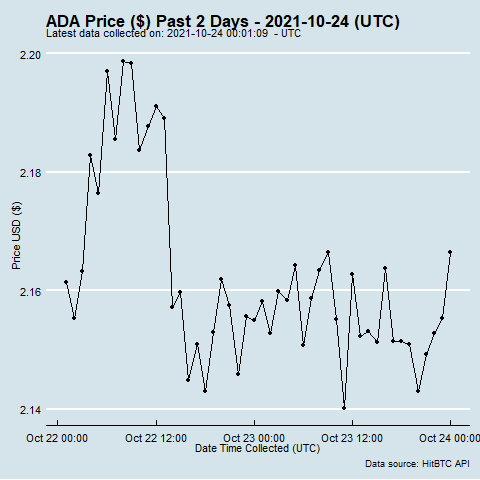 ADA Price ($) Past 2 Days - 2021-10-24 (UTC)
Latest data collected on: 2021-10-24 00:01:09  - UTC
2.20
2.18
2.16
2.14
Price USD ($)
Oct 22 00:00
Oct 22 12:00
Oct 23 00:00
Oct 23 12:00
Oct 24 00:00
Date Time Collected (UTC)
Data source: HitBTC API